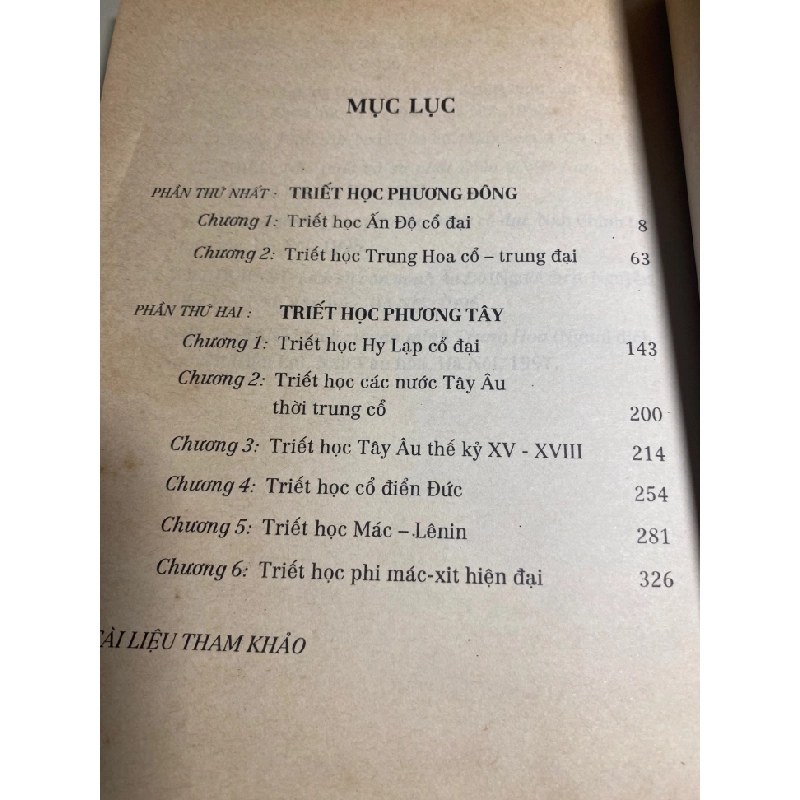 MỤC LỤC
PHẦN THỨ NHẤT - TRIẾT HỌC PHƯƠNG ĐÔNG
Chương 1: Triết học Ấn Độ cổ đại 8
Chương 2: Triết học Trung Hoa cổ – trung đại 63
PHẦN THỨ HAI : TRIẾT HỌC PHƯƠNG TÂY
Chương 1: Triết học Hy Lạp cổ đại 143
Chương 2: Triết học các nước Tây Âu
thời trung cổ 200
Chương 3: Triết học Tây Âu thế kỷ XV - XVIII 214
Chương 4: Triết học cổ điển Đức 254
Chương 5: Triết học Mác – Lênin 281
Chương 6: Triết học phi mác-xit hiện đại 326
TÀI LIỆU THAM KHẢO